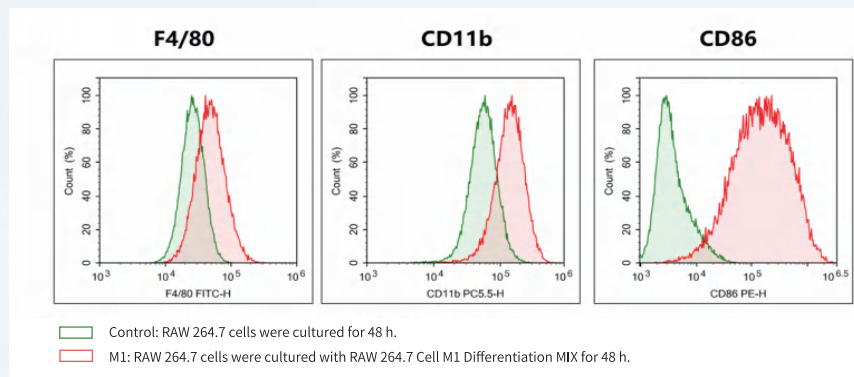 F4/80 CD11b CD86
Count (%) Count (%) Count (%)
100 100 100
80 80 80
60 60 60
40 40 40
20 20 20
0 0 0
10³ 10⁴ 10⁵ 10⁶ 10³ 10⁴ 10⁵ 10⁶ 10³ 10⁴ 10⁵ 10⁶·⁵
F4/80 FITC-H CD11b PC5.5-H CD86 PE-H
Control: RAW 264.7 cells were cultured for 48 h.
M1: RAW 264.7 cells were cultured with RAW 264.7 Cell M1 Differentiation MIX for 48 h.